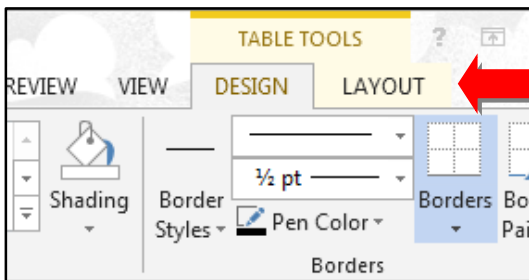 TABLE TOOLS ?
REVIEW VIEW DESIGN LAYOUT
½ pt
Shading Border Styles Pen Color Borders
Borders